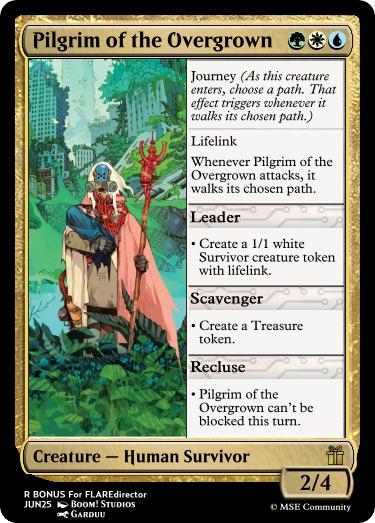 Pilgrim of the Overgrown
Journey (As this creature
enters, choose a path. That
effect triggers whenever it
walks its chosen path.)
Lifelink
Whenever Pilgrim of the
Overgrown attacks, it
walks its chosen path.
Leader
• Create a 1/1 white
Survivor creature token
with lifelink.
Scavenger
• Create a Treasure
token.
Recluse
• Pilgrim of the
Overgrown can't be
blocked this turn.
Creature — Human Survivor
2/4
R BONUS For FLAREdirector
JUN25 Boom! Studios
Garduu
© MSE Community